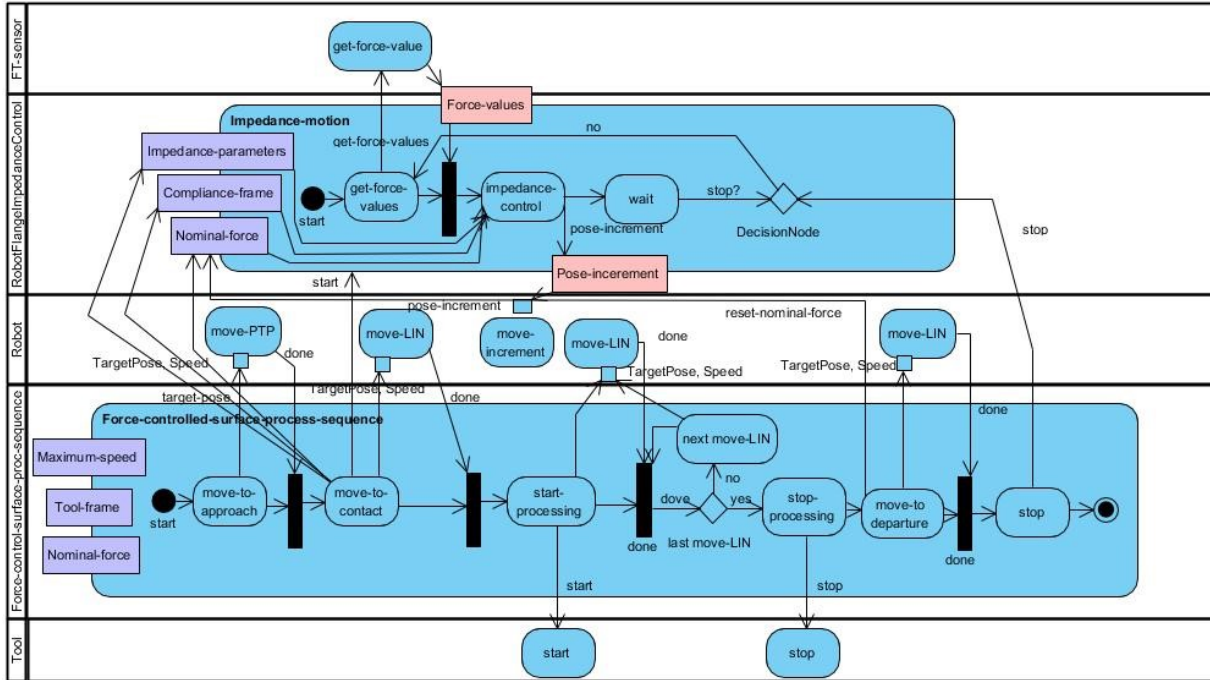 FT-sensor
get-force-value
Force-values
RobotFlangeImpedanceControl
Impedance-motion
no
get-force-values
Impedance-parameters
Compliance-frame
Nominal-force
start
get-force-
values
impedance-
control
wait
stop?
DecisionNode
pose-increment
stop
start
Pose-incerement
Robot
pose-increment
reset-nominal-force
move-PTP
done
move-LIN
move-
increment
move-LIN
done
move-LIN
TargetPose, Speed
TargetPose, Speed
TargetPose, Speed
TargetPose, Speed
target-pose
done
done
Force-control-surface-proc-sequence
Force-controlled-surface-process-sequence
Maximum-speed
Tool-frame
Nominal-force
start
move-to-
approach
move-to-
contact
start-
processing
next move-LIN
no
dove
yes
done
last move-LIN
stop-
processing
move-to
departure
done
stop
start
stop
Tool
start
stop